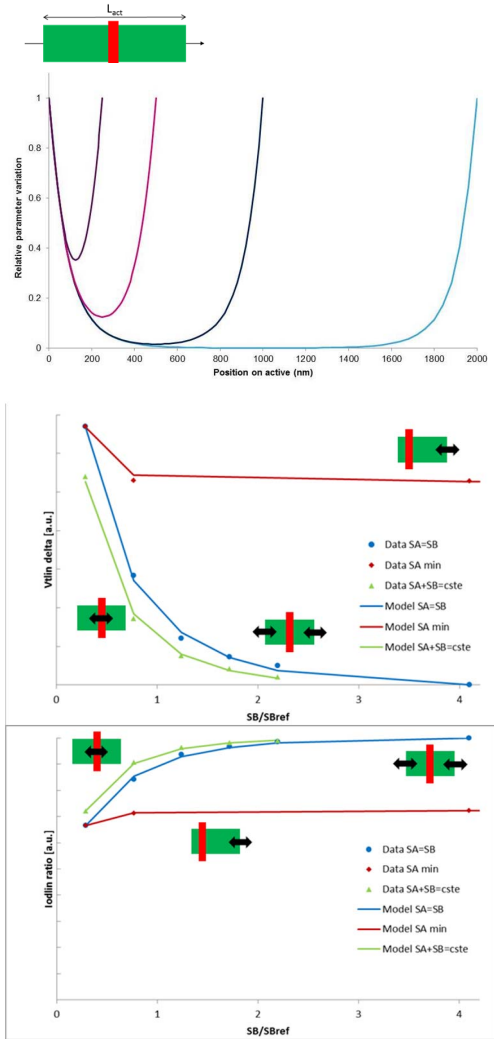 Lact
Relative parameter variation
1
0.8
0.6
0.4
0.2
0
0 200 400 600 800 1000 1200 1400 1600 1800 2000
Position on active (nm)
Vtlin delta [a.u.]
Data SA=SB
Data SA min
Data SA+SB=cste
Model SA=SB
Model SA min
Model SA+SB=cste
0 1 2 3 4
SB/SBref
Iodlin ratio [a.u.]
Data SA=SB
Data SA min
Data SA+SB=cste
Model SA=SB
Model SA min
Model SA+SB=cste
0 1 2 3 4
SB/SBref